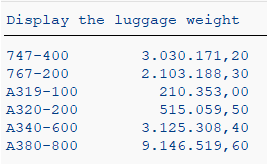 Display the luggage weight
747-400 3.030.171,20
767-200 2.103.188,30
A319-100 210.353,00
A320-200 515.059,50
A340-600 3.125.308,40
A380-800 9.146.519,60